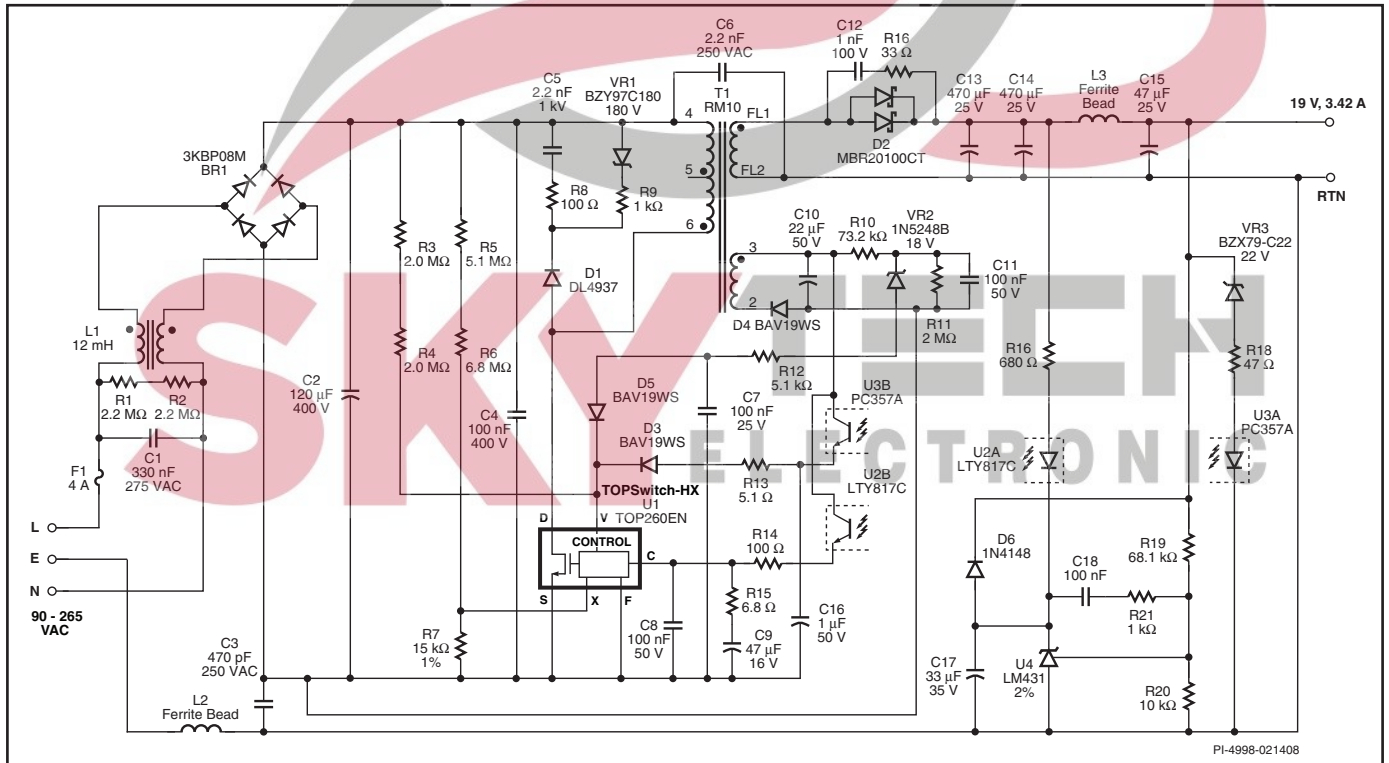 C6
2.2 nF
250 VAC
C12
1 nF
100 V
R16
33 Ω
C5
2.2 nF
1 kV
VR1
BZY97C180
180 V
T1
RM10
4
FL1
D2
MBR20100CT
C13
470 µF
25 V
C14
470 µF
25 V
L3
Ferrite
Bead
C15
47 µF
25 V
19 V, 3.42 A
3KBP08M
BR1
5
FL2
RTN
R8
100 Ω
R9
1 kΩ
6
R3
2.0 MΩ
R5
5.1 MΩ
D1
DL4937
3
C10
22 µF
50 V
R10
73.2 kΩ
VR2
1N5248B
18 V
C11
100 nF
50 V
VR3
BZX79-C22
22 V
2
D4 BAV19WS
R11
2 MΩ
L1
12 mH
R4
2.0 MΩ
R6
6.8 MΩ
R12
5.1 kΩ
R16
680 Ω
R18
47 Ω
R1
2.2 MΩ
R2
2.2 MΩ
C2
120 µF
400 V
C4
100 nF
400 V
D5
BAV19WS
C7
100 nF
25 V
U3B
PC357A
U3A
PC357A
C1
330 nF
275 VAC
D3
BAV19WS
R13
5.1 Ω
U2B
LTY817C
U2A
LTY817C
F1
4 A
SKYTECH
ELECTRONIC
TOPSwitch-HX
U1
TOP260EN
D
V
CONTROL
C
S
X
F
R14
100 Ω
L
E
N
90 - 265
VAC
R15
6.8 Ω
C16
1 µF
50 V
D6
1N4148
C18
100 nF
R19
68.1 kΩ
R21
1 kΩ
R7
15 kΩ
1%
C8
100 nF
50 V
C9
47 µF
16 V
C3
470 pF
250 VAC
C17
33 µF
35 V
U4
LM431
2%
R20
10 kΩ
L2
Ferrite Bead
PI-4998-021408